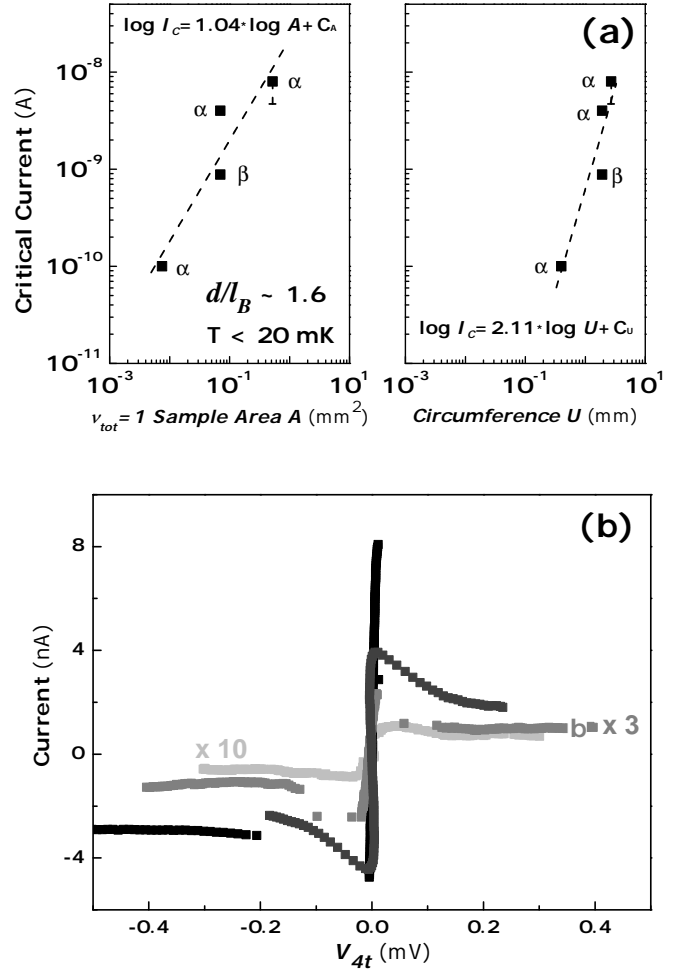 log I_C = 1.04* log A + C_A
(a)
10^-8
α
α
α
α
10^-9
β
β
10^-10
α
α
d/l_B ~ 1.6
T < 20 mK
log I_C = 2.11* log U + C_U
10^-11
Critical Current (A)
10^-3 10^-1 10^1 10^-3 10^-1 10^1
ν_tot = 1 Sample Area A (mm^2)
Circumference U (mm)
(b)
8
4
0
-4
Current (nA)
x 10
b x 3
-0.4 -0.2 0.0 0.2 0.4
V_4t (mV)